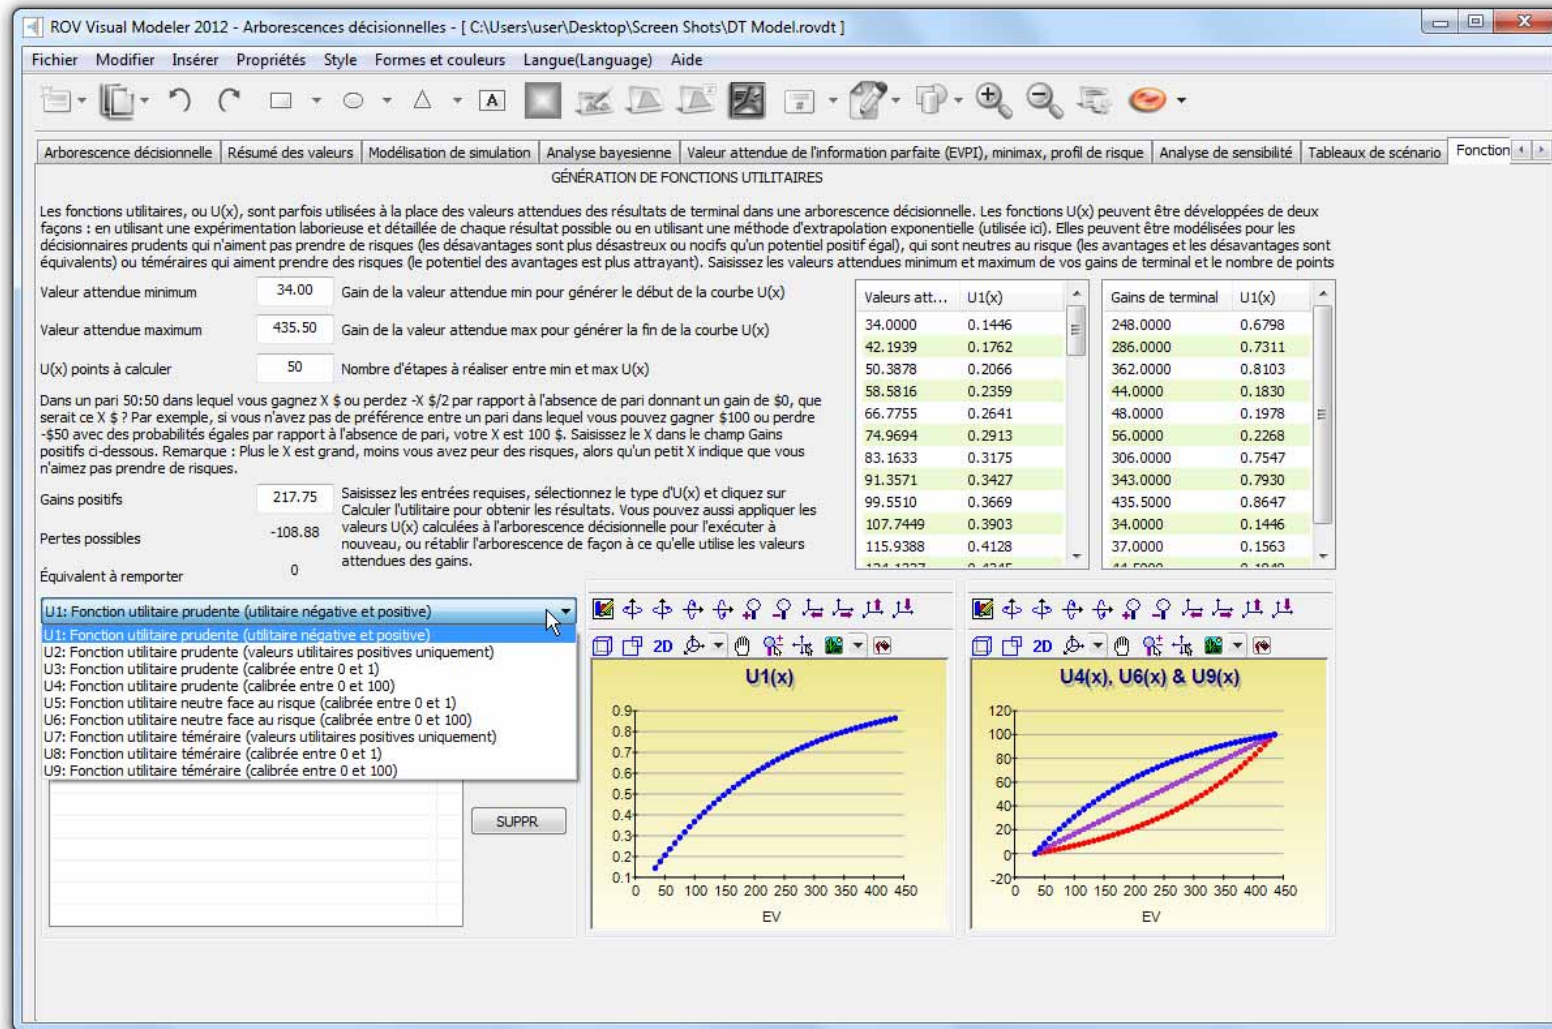 ROV Visual Modeler 2012 - Arborescences décisionnelles - [ C:\Users\user\Desktop\Screen Shots\DT Model.rovdt ]
Fichier Modifier Insérer Propriétés Style Formes et couleurs Langue(Language) Aide
A
#
Arborescence décisionnelle Résumé des valeurs Modélisation de simulation Analyse bayesienne Valeur attendue de l'information parfaite (EVPI), minimax, profil de risque Analyse de sensibilité Tableaux de scénario Fonction
GÉNÉRATION DE FONCTIONS UTILITAIRES
Les fonctions utilitaires, ou U(x), sont parfois utilisées à la place des valeurs attendues des résultats de terminal dans une arborescence décisionnelle. Les fonctions U(x) peuvent être développées de deux
façons : en utilisant une expérimentation laborieuse et détaillée de chaque résultat possible ou en utilisant une méthode d'extrapolation exponentielle (utilisée ici). Elles peuvent être modélisées pour les
décisionnaires prudents qui n'aiment pas prendre de risques (les désavantages sont plus désastreux ou nocifs qu'un potentiel positif égal), qui sont neutres au risque (les avantages et les désavantages sont
équivalents) ou téméraires qui aiment prendre des risques (le potentiel des avantages est plus attrayant). Saisissez les valeurs attendues minimum et maximum de vos gains de terminal et le nombre de points
Valeur attendue minimum 34.00 Gain de la valeur attendue min pour générer le début de la courbe U(x)
Valeur attendue maximum 435.50 Gain de la valeur attendue max pour générer la fin de la courbe U(x)
U(x) points à calculer 50 Nombre d'étapes à réaliser entre min et max U(x)
Dans un pari 50:50 dans lequel vous gagnez X $ ou perdez -X $/2 par rapport à l'absence de pari donnant un gain de $0, que
serait ce X $ ? Par exemple, si vous n'avez pas de préférence entre un pari dans lequel vous pouvez gagner $100 ou perdre
-$50 avec des probabilités égales par rapport à l'absence de pari, votre X est 100 $. Saisissez le X dans le champ Gains
positifs ci-dessous. Remarque : Plus le X est grand, moins vous avez peur des risques, alors qu'un petit X indique que vous
n'aimez pas prendre de risques.
Gains positifs 217.75
Pertes possibles -108.88
Équivalent à remporter 0
Saisissez les entrées requises, sélectionnez le type d'U(x) et cliquez sur
Calculer l'utilitaire pour obtenir les résultats. Vous pouvez aussi appliquer les
valeurs U(x) calculées à l'arborescence décisionnelle pour l'exécuter à
nouveau, ou rétablir l'arborescence de façon à ce qu'elle utilise les valeurs
attendues des gains.
Valeurs att... U1(x)
34.0000 0.1446
42.1939 0.1762
50.3878 0.2066
58.5816 0.2359
66.7755 0.2641
74.9694 0.2913
83.1633 0.3175
91.3571 0.3427
99.5510 0.3669
107.7449 0.3903
115.9388 0.4128
Gains de terminal U1(x)
248.0000 0.6798
286.0000 0.7311
362.0000 0.8103
44.0000 0.1830
48.0000 0.1978
56.0000 0.2268
306.0000 0.7547
343.0000 0.7930
435.5000 0.8647
34.0000 0.1446
37.0000 0.1563
U1: Fonction utilitaire prudente (utilitaire négative et positive)
U1: Fonction utilitaire prudente (utilitaire négative et positive)
U2: Fonction utilitaire prudente (valeurs utilitaires positives uniquement)
U3: Fonction utilitaire prudente (calibrée entre 0 et 1)
U4: Fonction utilitaire prudente (calibrée entre 0 et 100)
U5: Fonction utilitaire neutre face au risque (calibrée entre 0 et 1)
U6: Fonction utilitaire neutre face au risque (calibrée entre 0 et 100)
U7: Fonction utilitaire téméraire (valeurs utilitaires positives uniquement)
U8: Fonction utilitaire téméraire (calibrée entre 0 et 1)
U9: Fonction utilitaire téméraire (calibrée entre 0 et 100)
SUPPR
2D
U1(x)
0.9
0.8
0.7
0.6
0.5
0.4
0.3
0.2
0.1
0 50 100 150 200 250 300 350 400 450
EV
2D
U4(x), U6(x) & U9(x)
120
100
80
60
40
20
0
-20
0 50 100 150 200 250 300 350 400 450
EV